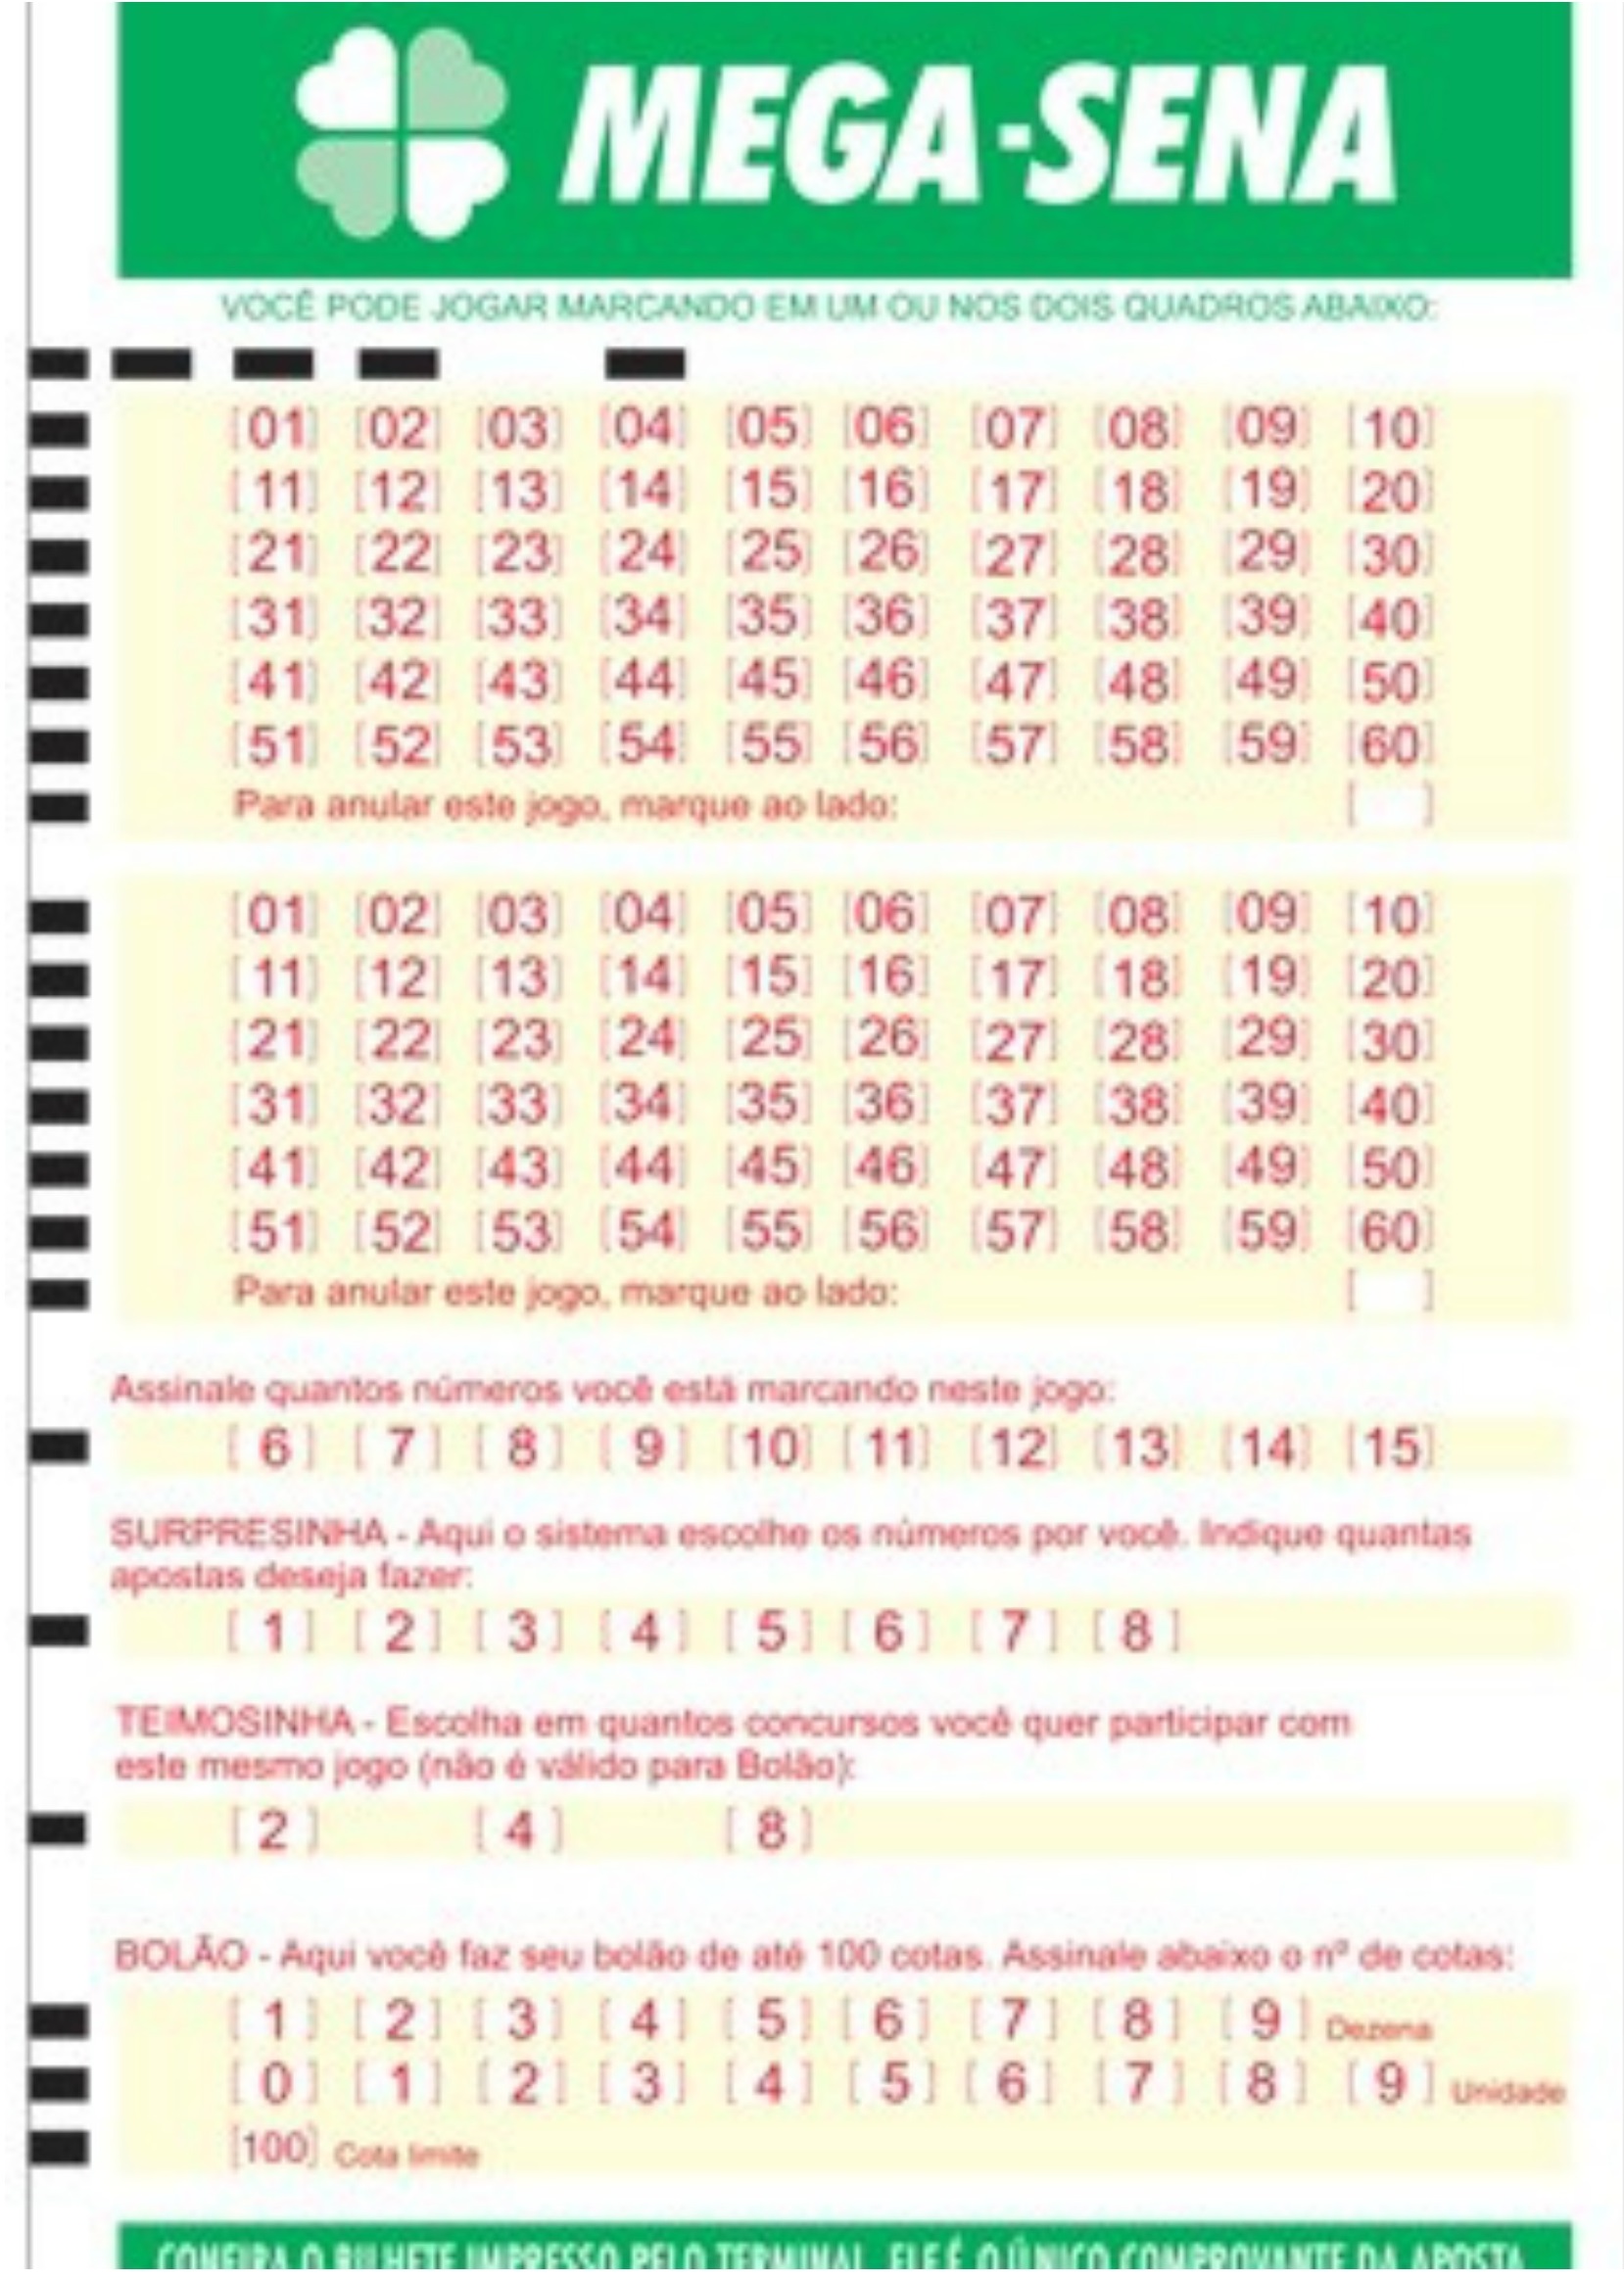 MEGA-SENA
VOCÊ PODE JOGAR MARCANDO EM UM OU NOS DOIS QUADROS ABAIXO:
[01] [02] [03] [04] [05] [06] [07] [08] [09] [10]
[11] [12] [13] [14] [15] [16] [17] [18] [19] [20]
[21] [22] [23] [24] [25] [26] [27] [28] [29] [30]
[31] [32] [33] [34] [35] [36] [37] [38] [39] [40]
[41] [42] [43] [44] [45] [46] [47] [48] [49] [50]
[51] [52] [53] [54] [55] [56] [57] [58] [59] [60]
Para anular este jogo, marque ao lado: [ ]
[01] [02] [03] [04] [05] [06] [07] [08] [09] [10]
[11] [12] [13] [14] [15] [16] [17] [18] [19] [20]
[21] [22] [23] [24] [25] [26] [27] [28] [29] [30]
[31] [32] [33] [34] [35] [36] [37] [38] [39] [40]
[41] [42] [43] [44] [45] [46] [47] [48] [49] [50]
[51] [52] [53] [54] [55] [56] [57] [58] [59] [60]
Para anular este jogo, marque ao lado: [ ]
Assinale quantos números você está marcando neste jogo:
[ 6 ] [ 7 ] [ 8 ] [ 9 ] [10] [11] [12] [13] [14] [15]
SURPRESINHA - Aqui o sistema escolhe os números por você. Indique quantas
apostas deseja fazer:
[ 1 ] [ 2 ] [ 3 ] [ 4 ] [ 5 ] [ 6 ] [ 7 ] [ 8 ]
TEIMOSINHA - Escolha em quantos concursos você quer participar com
este mesmo jogo (não é válido para Bolão):
[ 2 ] [ 4 ] [ 8 ]
BOLÃO - Aqui você faz seu bolão de até 100 cotas. Assinale abaixo o nº de cotas:
[ 1 ] [ 2 ] [ 3 ] [ 4 ] [ 5 ] [ 6 ] [ 7 ] [ 8 ] [ 9 ] Dezena
[ 0 ] [ 1 ] [ 2 ] [ 3 ] [ 4 ] [ 5 ] [ 6 ] [ 7 ] [ 8 ] [ 9 ] Unidade
[100] Cota limite
CONFIRA O BILHETE IMPRESSO PELO TERMINAL. ELE É O ÚNICO COMPROVANTE DA APOSTA